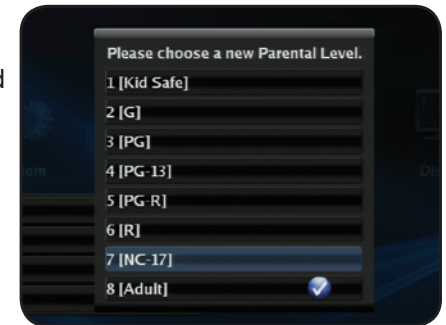 d
Please choose a new Parental Level.
1 [Kid Safe]
2 [G]
3 [PG]
4 [PG-13]
5 [PG-R]
6 [R]
7 [NC-17]
8 [Adult]